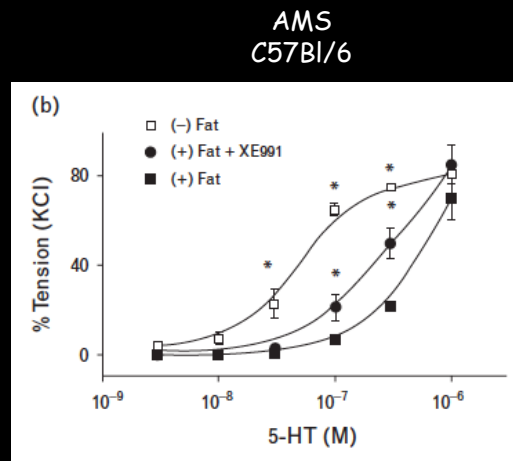 AMS
C57Bl/6
(b)
(−) Fat
(+) Fat + XE991
(+) Fat
*
*
*
*
*
80
40
0
% Tension (KCl)
10⁻⁹ 10⁻⁸ 10⁻⁷ 10⁻⁶
5-HT (M)